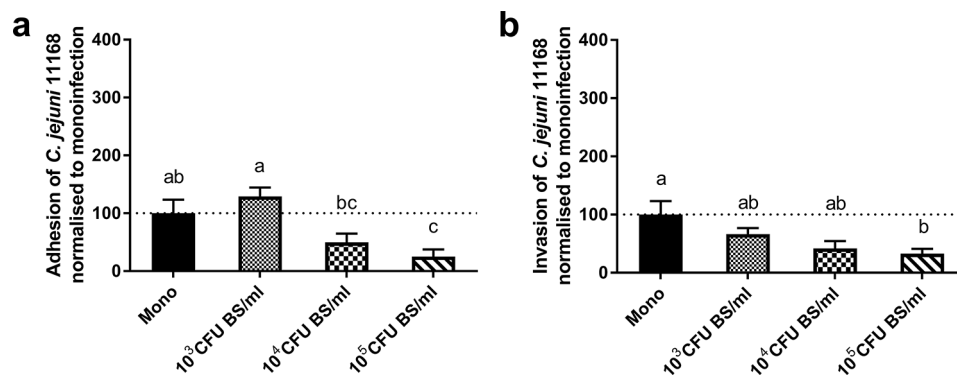 a
Adhesion of C. jejuni 11168
normalised to monoinfection
400
300
200
100
0
ab
a
bc
c
Mono
10³CFU BS/ml
10⁴CFU BS/ml
10⁵CFU BS/ml
b
Invasion of C. jejuni 11168
normalised to monoinfection
400
300
200
100
0
a
ab
ab
b
Mono
10³CFU BS/ml
10⁴CFU BS/ml
10⁵CFU BS/ml